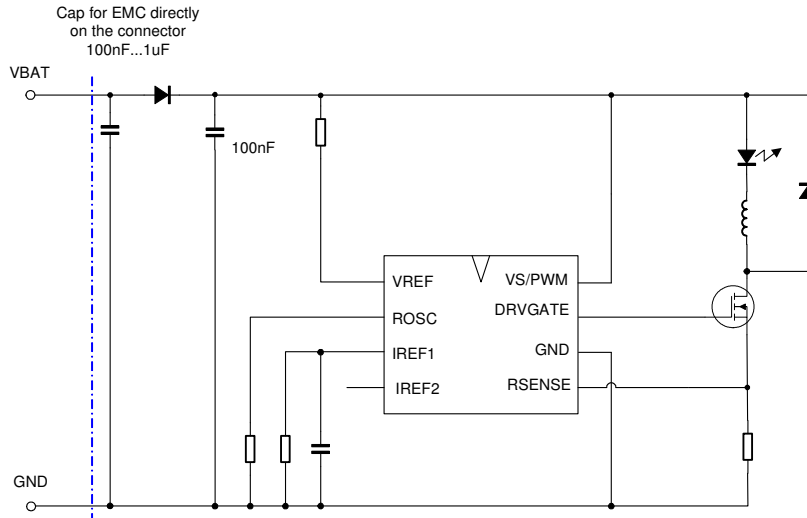 Cap for EMC directly
on the connector
100nF...1uF
VBAT
100nF
VREF
VS/PWM
ROSC
DRVGATE
IREF1
GND
IREF2
RSENSE
GND